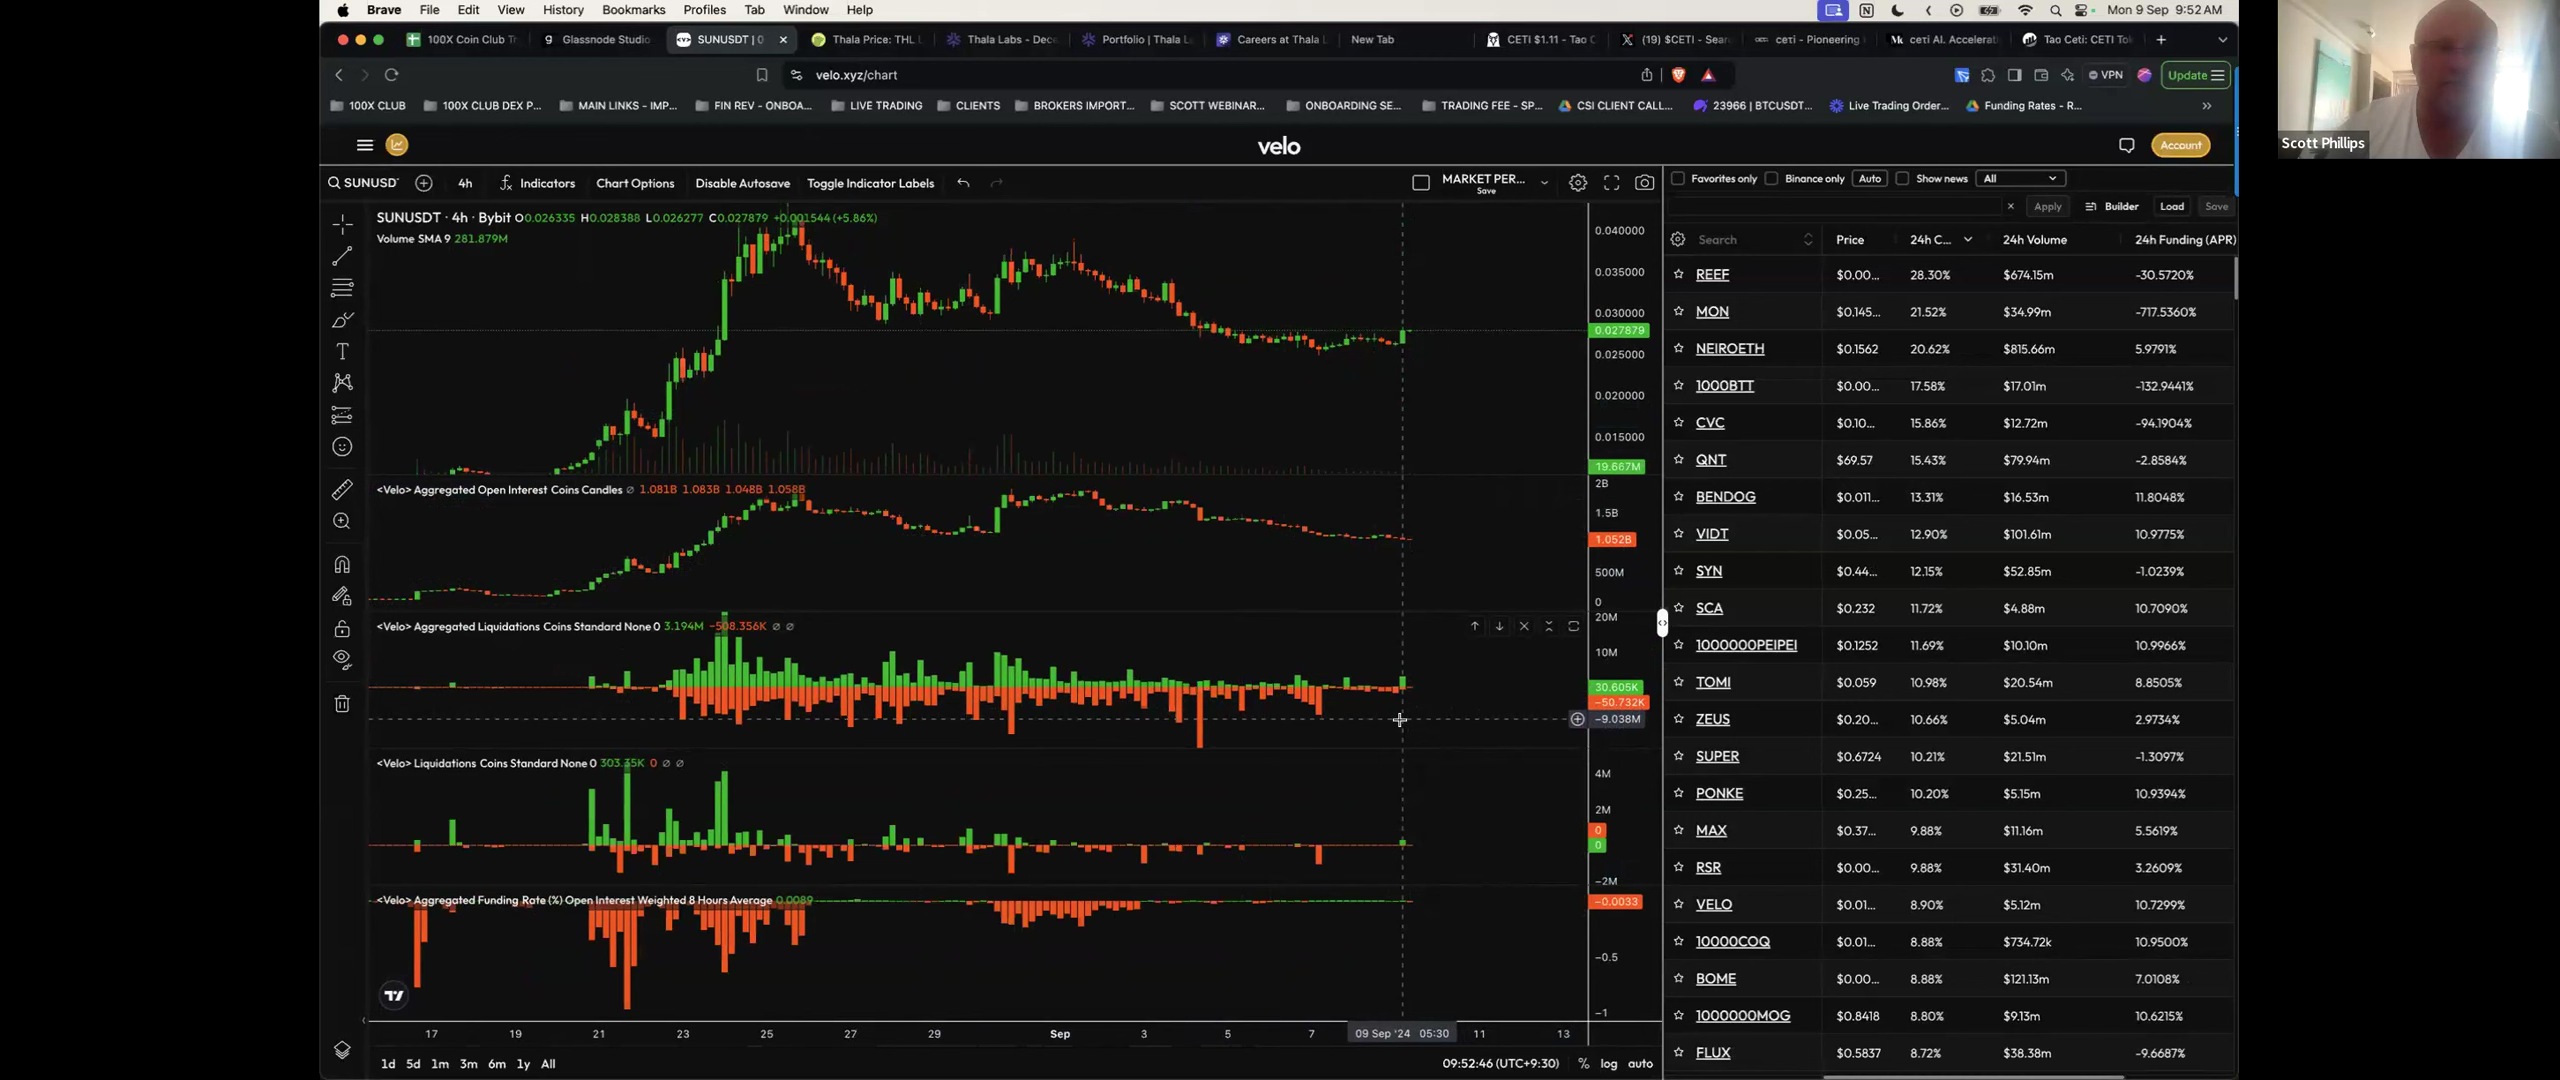 Brave File Edit View History Bookmarks Profiles Tab Window Help Mon 9 Sep 9:52 AM
100X Coin Club Tr Glassnode Studio SUNUSDT | 0 Thala Price: THL L Thala Labs - Dece Portfolio | Thala La Careers at Thala L New Tab CETI $1.11 - Tao C (19) $CETI - Sear ceτi - Pioneering ceτi AI. Accelerati Tao Ceti: CETI Tok
velo.xyz/chart VPN Update
100X CLUB 100X CLUB DEX P... MAIN LINKS - IMP... FIN REV - ONBOA... LIVE TRADING CLIENTS BROKERS IMPORT... SCOTT WEBINAR... ONBOARDING SE... TRADING FEE - SP... CSI CLIENT CALL... 23966 | BTCUSDT... Live Trading Order... Funding Rates - R...
Scott Phillips
velo Account
SUNUSD 4h Indicators Chart Options Disable Autosave Toggle Indicator Labels MARKET PER... Save
SUNUSDT · 4h · Bybit O0.026335 H0.028388 L0.026277 C0.027879 +0.001544 (+5.86%)
Volume SMA 9 281.879M
0.040000
0.035000
0.030000
0.027879
0.025000
0.020000
0.015000
19.667M
<Velo> Aggregated Open Interest Coins Candles ∅ 1.081B 1.083B 1.048B 1.058B
2B
1.5B
1.052B
500M
0
<Velo> Aggregated Liquidations Coins Standard None 0 3.194M −508.356K ∅ ∅
20M
10M
30.605K
−50.732K
−9.038M
<Velo> Liquidations Coins Standard None 0 303.35K 0 ∅ ∅
4M
2M
0
0
−2M
<Velo> Aggregated Funding Rate (%) Open Interest Weighted 8 Hours Average 0.0089
−0.0033
−0.5
−1
17 19 21 23 25 27 29 Sep 3 5 7 09 Sep '24 05:30 11 13
1d 5d 1m 3m 6m 1y All 09:52:46 (UTC+9:30) % log auto
Favorites only Binance only Auto Show news All
Apply Builder Load Save
Search Price 24h C... 24h Volume 24h Funding (APR)
REEF $0.00... 28.30% $674.15m -30.5720%
MON $0.145... 21.52% $34.99m -717.5360%
NEIROETH $0.1562 20.62% $815.66m 5.9791%
1000BTT $0.00... 17.58% $17.01m -132.9441%
CVC $0.10... 15.86% $12.72m -94.1904%
QNT $69.57 15.43% $79.94m -2.8584%
BENDOG $0.011... 13.31% $16.53m 11.8048%
VIDT $0.05... 12.90% $101.61m 10.9775%
SYN $0.44... 12.15% $52.85m -1.0239%
SCA $0.232 11.72% $4.88m 10.7090%
1000000PEIPEI $0.1252 11.69% $10.10m 10.9966%
TOMI $0.059 10.98% $20.54m 8.8505%
ZEUS $0.20... 10.66% $5.04m 2.9734%
SUPER $0.6724 10.21% $21.51m -1.3097%
PONKE $0.25... 10.20% $5.15m 10.9394%
MAX $0.37... 9.88% $11.16m 5.5619%
RSR $0.00... 9.88% $31.40m 3.2609%
VELO $0.01... 8.90% $5.12m 10.7299%
10000COQ $0.01... 8.88% $734.72k 10.9500%
BOME $0.00... 8.88% $121.13m 7.0108%
1000000MOG $0.8418 8.80% $9.13m 10.6215%
FLUX $0.5837 8.72% $38.38m -9.6687%